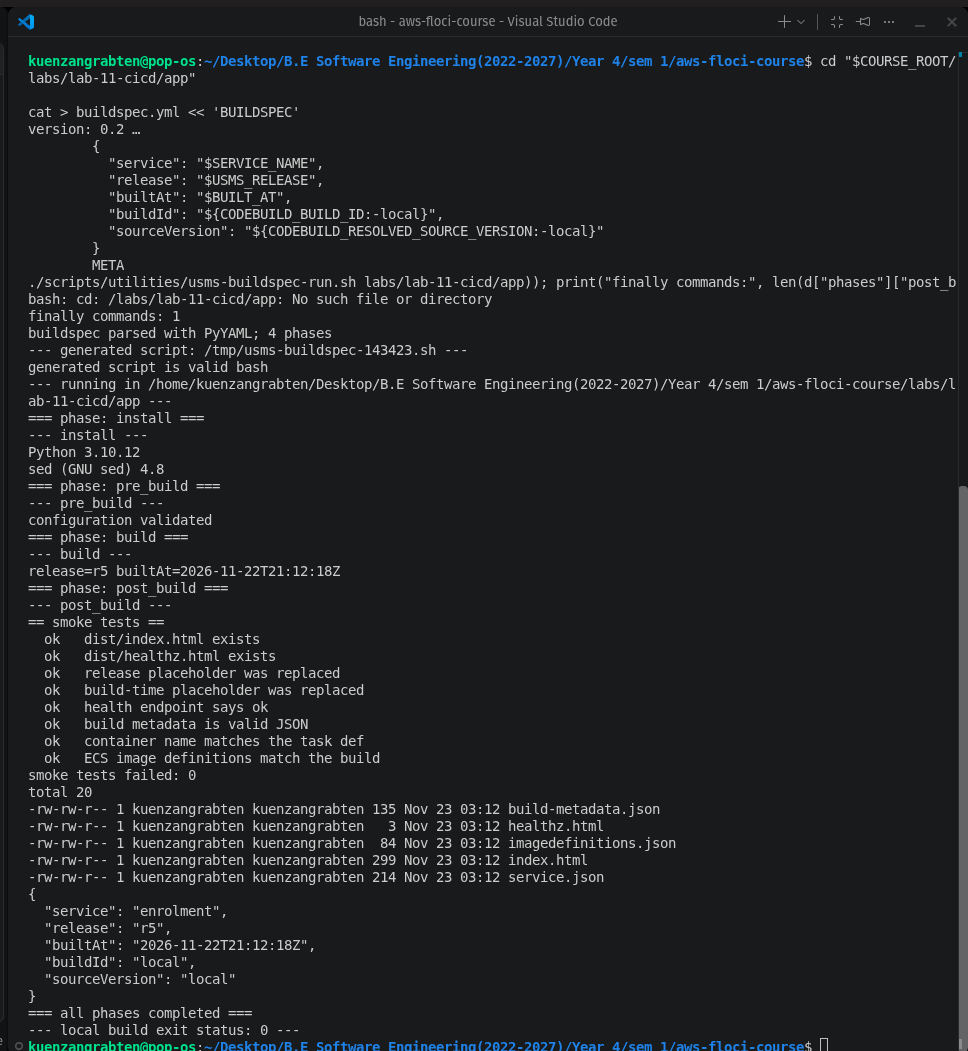 bash - aws-floci-course - Visual Studio Code
kuenzangrabten@pop-os:~/Desktop/B.E Software Engineering(2022-2027)/Year 4/sem 1/aws-floci-course$ cd "$COURSE_ROOT/
labs/lab-11-cicd/app"
cat > buildspec.yml << 'BUILDSPEC'
version: 0.2 …
        {
          "service": "$SERVICE_NAME",
          "release": "$USMS_RELEASE",
          "builtAt": "$BUILT_AT",
          "buildId": "${CODEBUILD_BUILD_ID:-local}",
          "sourceVersion": "${CODEBUILD_RESOLVED_SOURCE_VERSION:-local}"
        }
        META
./scripts/utilities/usms-buildspec-run.sh labs/lab-11-cicd/app)); print("finally commands:", len(d["phases"]["post_b
bash: cd: /labs/lab-11-cicd/app: No such file or directory
finally commands: 1
buildspec parsed with PyYAML; 4 phases
--- generated script: /tmp/usms-buildspec-143423.sh ---
generated script is valid bash
--- running in /home/kuenzangrabten/Desktop/B.E Software Engineering(2022-2027)/Year 4/sem 1/aws-floci-course/labs/l
ab-11-cicd/app ---
=== phase: install ===
--- install ---
Python 3.10.12
sed (GNU sed) 4.8
=== phase: pre_build ===
--- pre_build ---
configuration validated
=== phase: build ===
--- build ---
release=r5 builtAt=2026-11-22T21:12:18Z
=== phase: post_build ===
--- post_build ---
== smoke tests ==
  ok   dist/index.html exists
  ok   dist/healthz.html exists
  ok   release placeholder was replaced
  ok   build-time placeholder was replaced
  ok   health endpoint says ok
  ok   build metadata is valid JSON
  ok   container name matches the task def
  ok   ECS image definitions match the build
smoke tests failed: 0
total 20
-rw-rw-r-- 1 kuenzangrabten kuenzangrabten 135 Nov 23 03:12 build-metadata.json
-rw-rw-r-- 1 kuenzangrabten kuenzangrabten   3 Nov 23 03:12 healthz.html
-rw-rw-r-- 1 kuenzangrabten kuenzangrabten  84 Nov 23 03:12 imagedefinitions.json
-rw-rw-r-- 1 kuenzangrabten kuenzangrabten 299 Nov 23 03:12 index.html
-rw-rw-r-- 1 kuenzangrabten kuenzangrabten 214 Nov 23 03:12 service.json
{
  "service": "enrolment",
  "release": "r5",
  "builtAt": "2026-11-22T21:12:18Z",
  "buildId": "local",
  "sourceVersion": "local"
}
=== all phases completed ===
--- local build exit status: 0 ---
kuenzangrabten@pop-os:~/Desktop/B.E Software Engineering(2022-2027)/Year 4/sem 1/aws-floci-course$